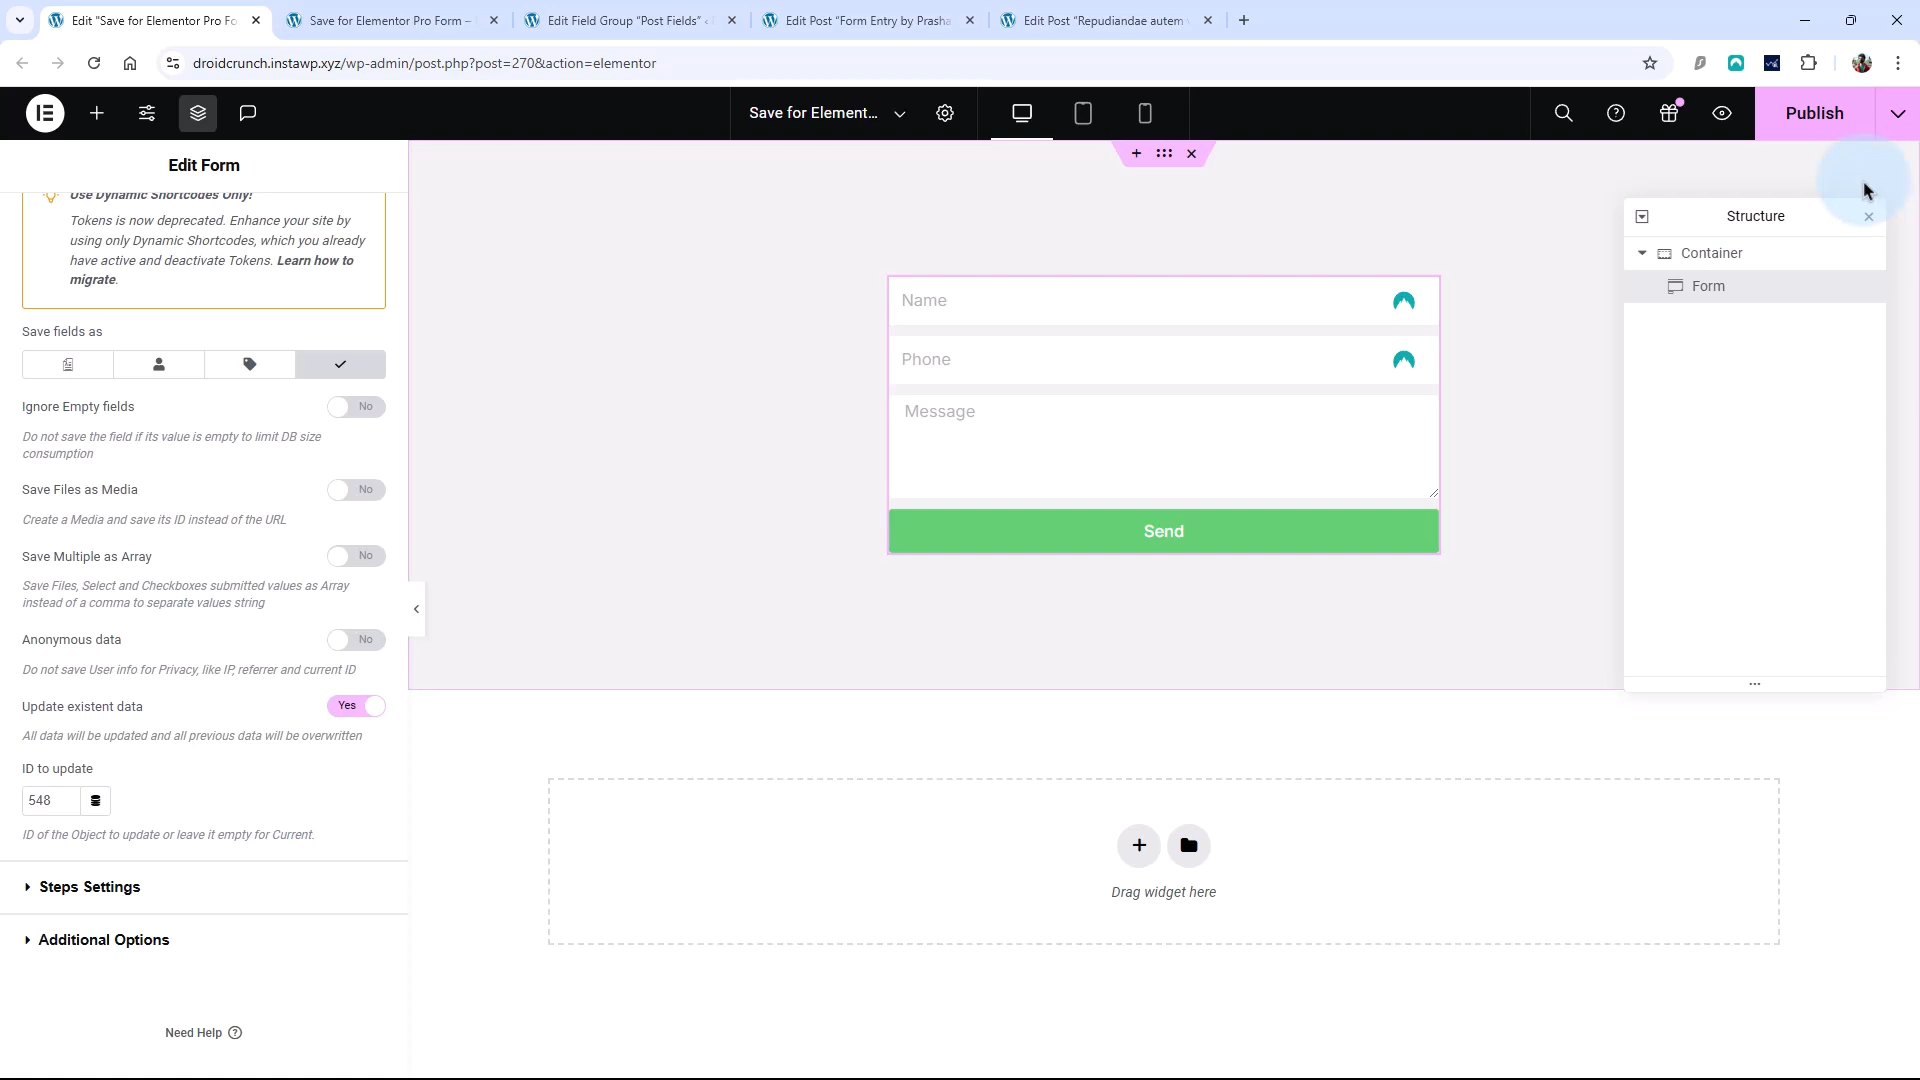 Edit "Save for Elementor Pro Fo
Save for Elementor Pro Form –
Edit Field Group "Post Fields" ‹
Edit Post "Form Entry by Prasha
Edit Post "Repudiandae autem
droidcrunch.instawp.xyz/wp-admin/post.php?post=270&action=elementor
Save for Element...
Publish
Edit Form
Use Dynamic Shortcodes Only!
Tokens is now deprecated. Enhance your site by
using only Dynamic Shortcodes, which you already
have active and deactivate Tokens. Learn how to
migrate.
Save fields as
Ignore Empty fields
No
Do not save the field if its value is empty to limit DB size
consumption
Save Files as Media
No
Create a Media and save its ID instead of the URL
Save Multiple as Array
No
Save Files, Select and Checkboxes submitted values as Array
instead of a comma to separate values string
Anonymous data
No
Do not save User info for Privacy, like IP, referrer and current ID
Update existent data
Yes
All data will be updated and all previous data will be overwritten
ID to update
548
ID of the Object to update or leave it empty for Current.
Steps Settings
Additional Options
Need Help
Name
Phone
Message
Send
Drag widget here
Structure
Container
Form